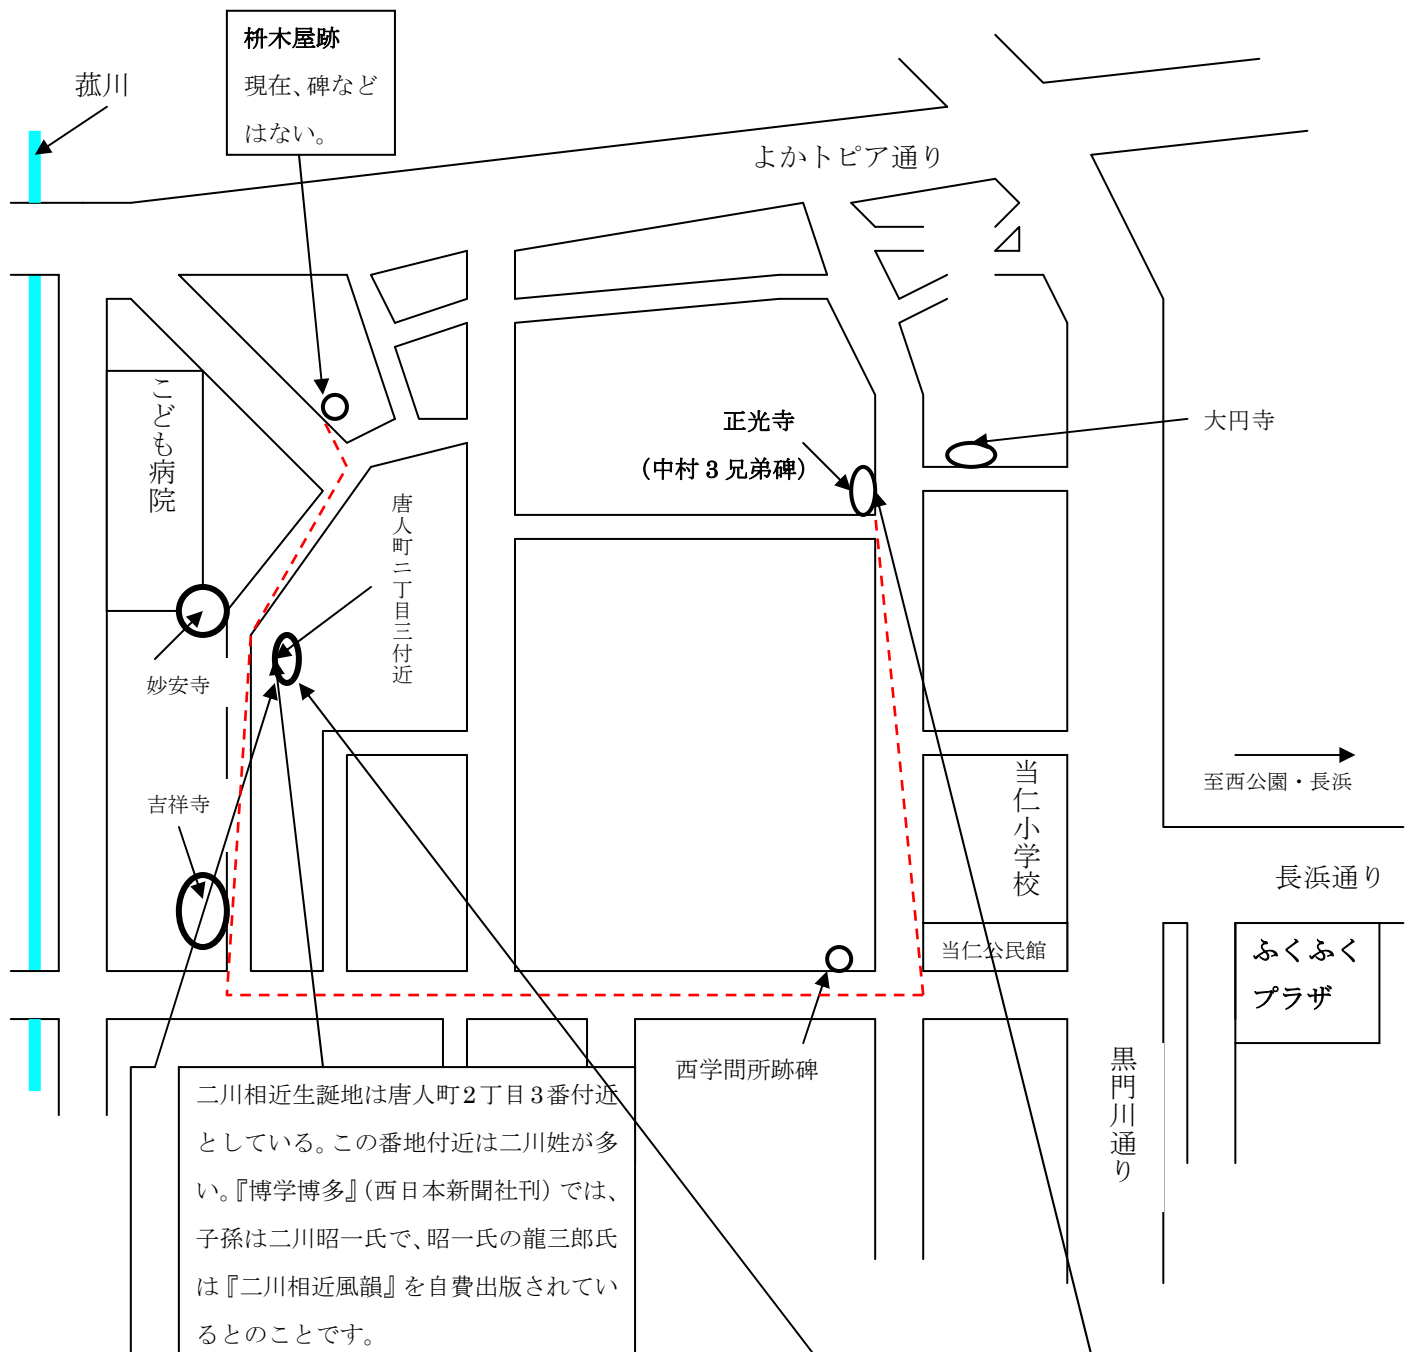 枡木屋跡
現在、碑など
はない。
菰川
よかトピア通り
こども病院
正光寺
（中村３兄弟碑）
大円寺
唐人町二丁目三付近
妙安寺
吉祥寺
当仁小学校
至西公園・長浜
長浜通り
当仁公民館
ふくふく
プラザ
西学問所跡碑
黒門川通り
二川相近生誕地は唐人町２丁目３番付近
としている。この番地付近は二川姓が多
い。『博学博多』（西日本新聞社刊）では、
子孫は二川昭一氏で、昭一氏の龍三郎氏
は『二川相近風韻』を自費出版されてい
るとのことです。